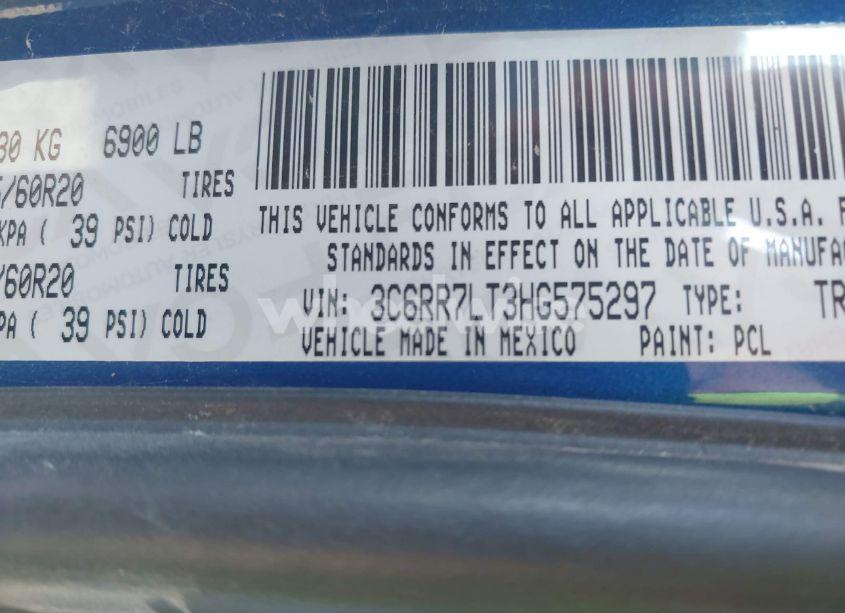 30 KG 6900 LB
/60R20 TIRES
KPA ( 39 PSI) COLD
/60R20 TIRES
PA ( 39 PSI) COLD
THIS VEHICLE CONFORMS TO ALL APPLICABLE U.S.A. F
STANDARDS IN EFFECT ON THE DATE OF MANUFAC
VIN: 3C6RR7LT3HG575297 TYPE: TR
VEHICLE MADE IN MEXICO PAINT: PCL